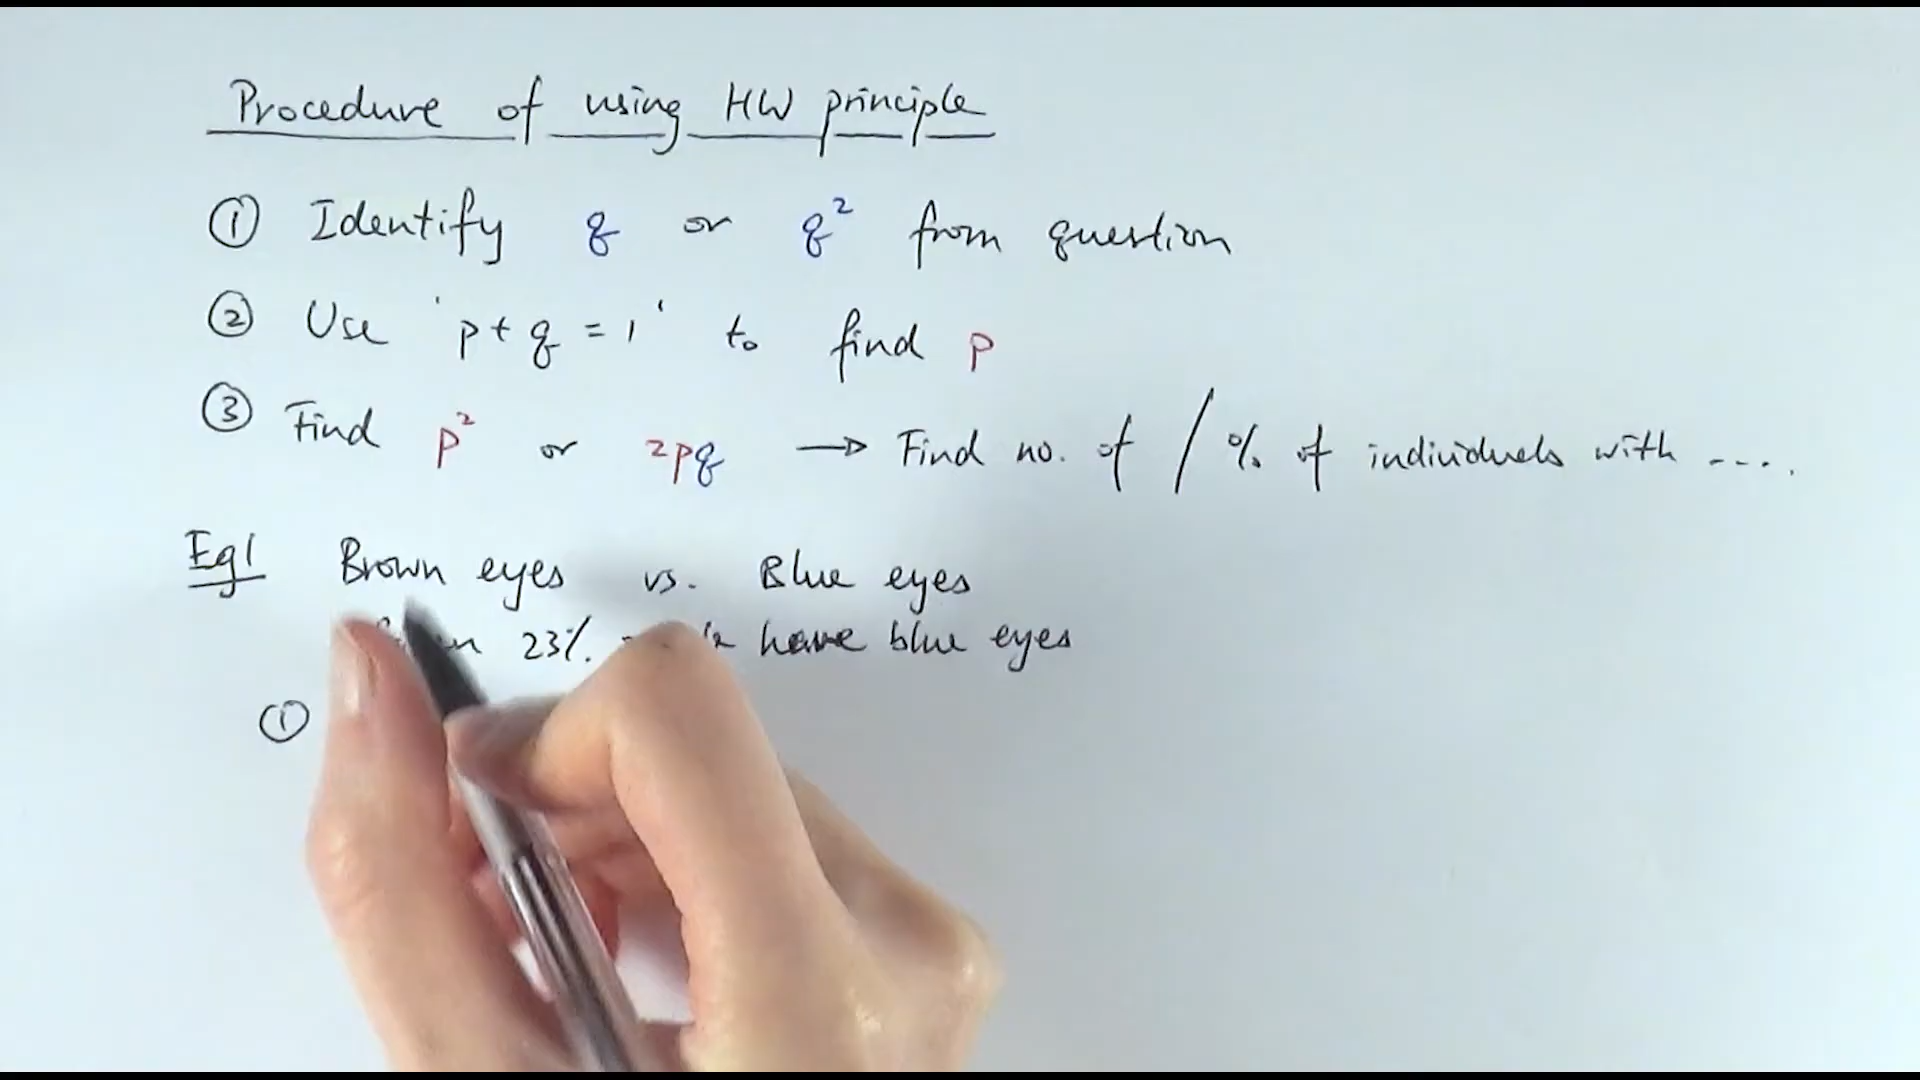 Procedure of using HW principle
① Identify q or q² from question
② Use 'p + q = 1' to find p
③ Find p² or 2pq → Find no. of / % of individuals with ....
Eg1 Brown eyes vs. Blue eyes
23% have blue eyes
①